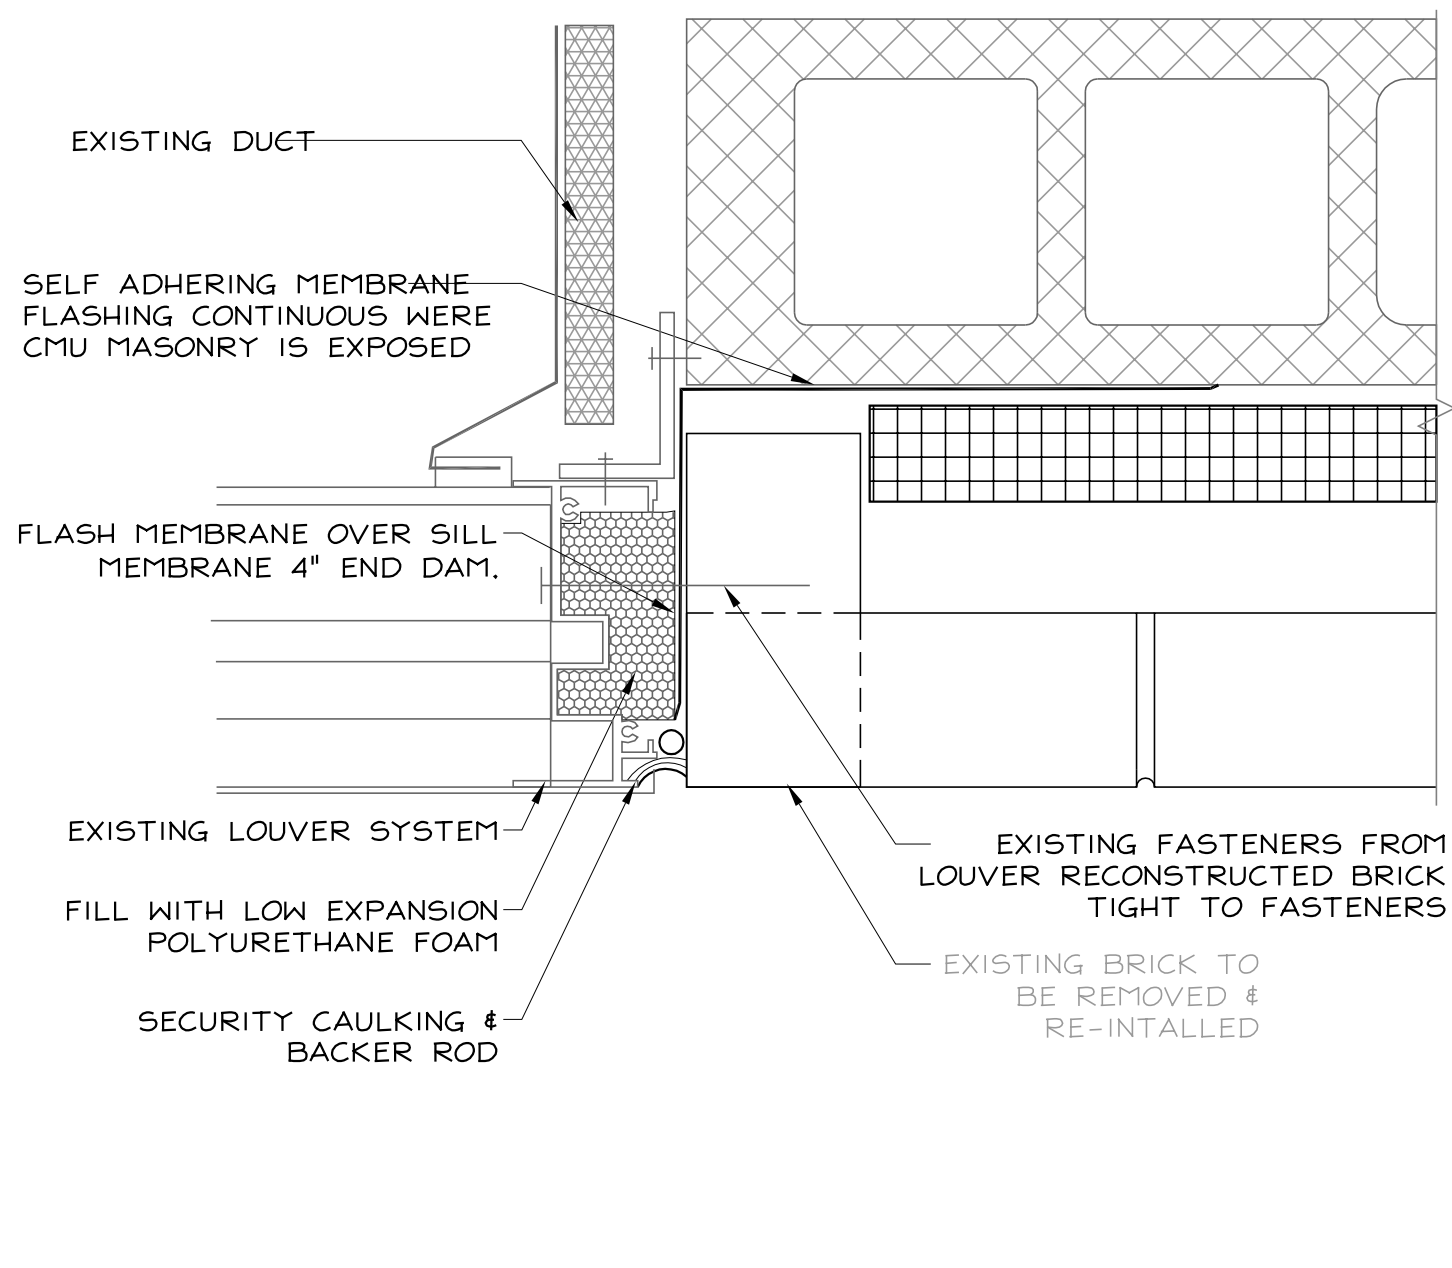 EXISTING DUCT
SELF ADHERING MEMBRANE
FLASHING CONTINUOUS WERE
CMU MASONRY IS EXPOSED
FLASH MEMBRANE OVER SILL
MEMBRANE 4" END DAM.
EXISTING LOUVER SYSTEM
FILL WITH LOW EXPANSION
POLYURETHANE FOAM
SECURITY CAULKING &
BACKER ROD
EXISTING FASTENERS FROM
LOUVER RECONSTRUCTED BRICK
TIGHT TO FASTENERS
EXISTING BRICK TO
BE REMOVED &
RE-INTALLED